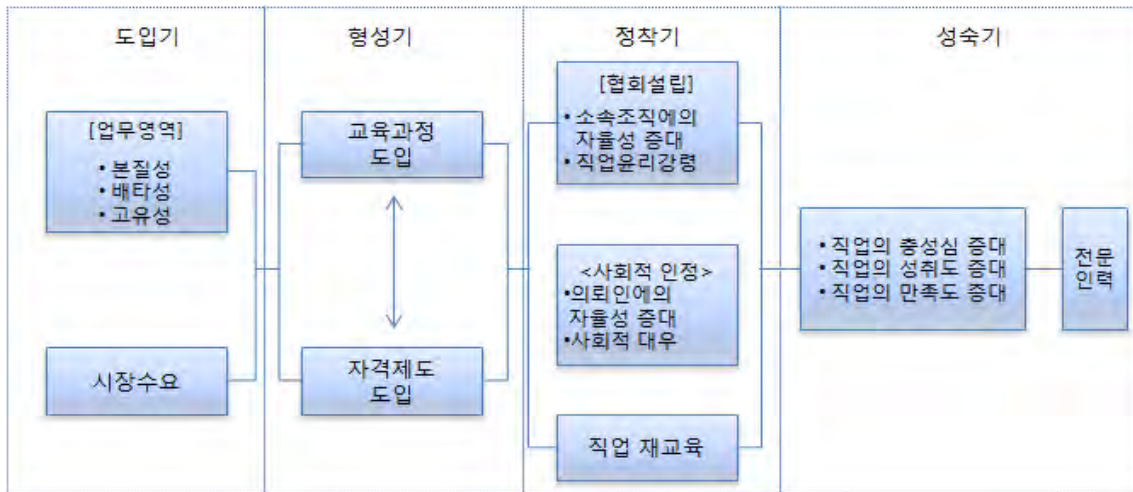 도입기
형성기
정착기
성숙기
[업무영역]
• 본질성
• 배타성
• 고유성
시장수요
교육과정
도입
자격제도
도입
[협회설립]
• 소속조직에의
자율성 증대
• 직업윤리강령
<사회적 인정>
•의뢰인에의
자율성 증대
•사회적 대우
직업 재교육
• 직업의 충성심 증대
• 직업의 성취도 증대
• 직업의 만족도 증대
전문
인력